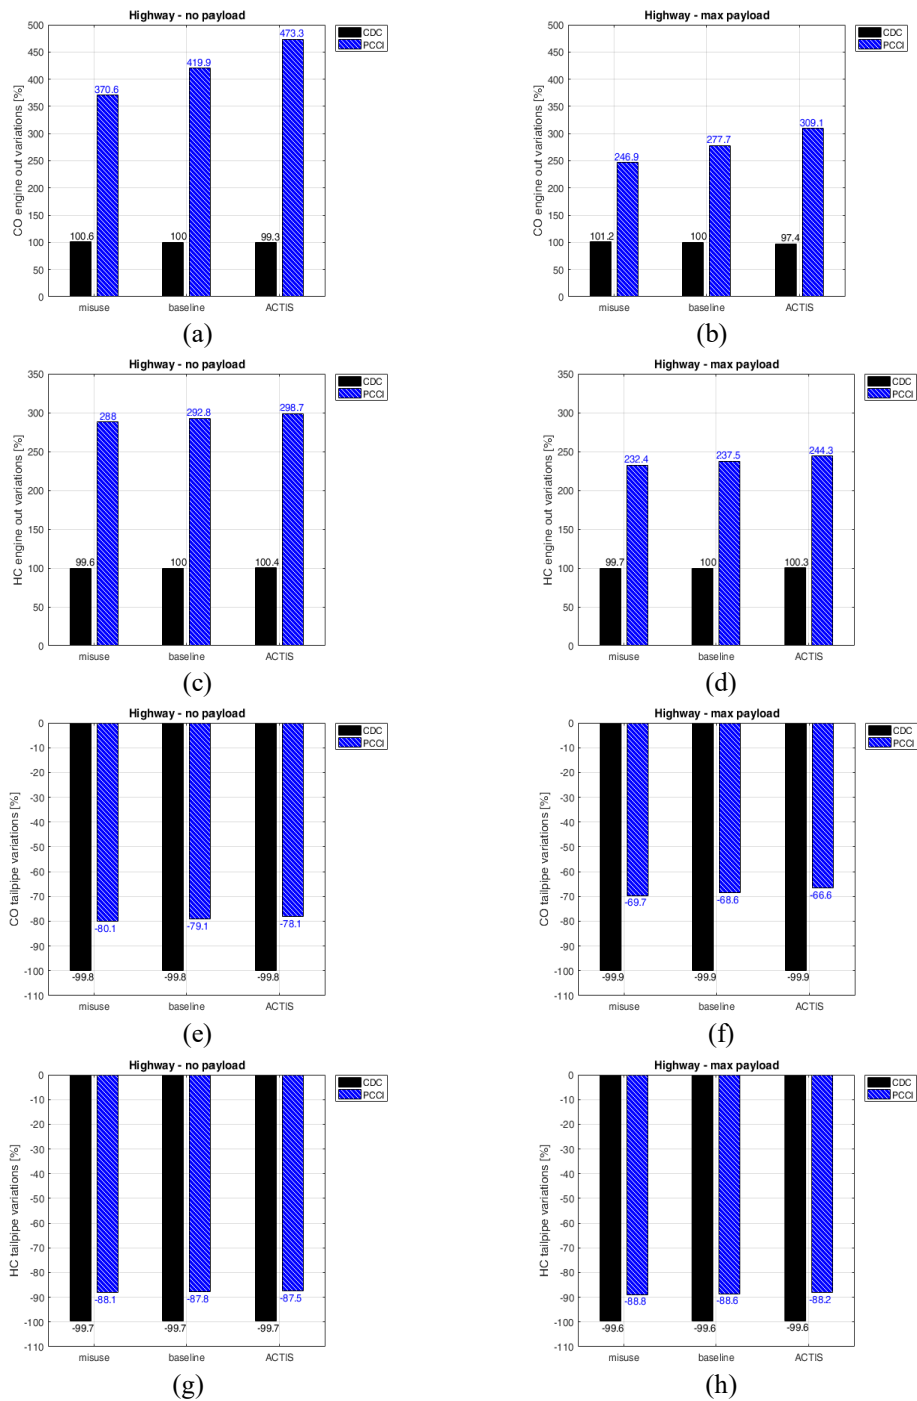 Highway - no payload
CO engine out variations [%]
500
450
400
350
300
250
200
150
100
50
0
100.6
370.6
100
419.9
99.3
473.3
misuse
baseline
ACTIS
CDC
PCCI
(a)
Highway - max payload
CO engine out variations [%]
500
450
400
350
300
250
200
150
100
50
0
101.2
246.9
100
277.7
97.4
309.1
misuse
baseline
ACTIS
CDC
PCCI
(b)
Highway - no payload
HC engine out variations [%]
350
300
250
200
150
100
50
0
99.6
288
100
292.8
100.4
298.7
misuse
baseline
ACTIS
CDC
PCCI
(c)
Highway - max payload
HC engine out variations [%]
350
300
250
200
150
100
50
0
99.7
232.4
100
237.5
100.3
244.3
misuse
baseline
ACTIS
CDC
PCCI
(d)
Highway - no payload
CO tailpipe variations [%]
0
-10
-20
-30
-40
-50
-60
-70
-80
-90
-100
-110
-99.8
-80.1
-99.8
-79.1
-99.8
-78.1
misuse
baseline
ACTIS
CDC
PCCI
(e)
Highway - max payload
CO tailpipe variations [%]
0
-10
-20
-30
-40
-50
-60
-70
-80
-90
-100
-110
-99.9
-69.7
-99.9
-68.6
-99.9
-66.6
misuse
baseline
ACTIS
CDC
PCCI
(f)
Highway - no payload
HC tailpipe variations [%]
0
-10
-20
-30
-40
-50
-60
-70
-80
-90
-100
-110
-99.7
-88.1
-99.7
-87.8
-99.7
-87.5
misuse
baseline
ACTIS
CDC
PCCI
(g)
Highway - max payload
HC tailpipe variations [%]
0
-10
-20
-30
-40
-50
-60
-70
-80
-90
-100
-110
-99.6
-88.8
-99.6
-88.6
-99.6
-88.2
misuse
baseline
ACTIS
CDC
PCCI
(h)